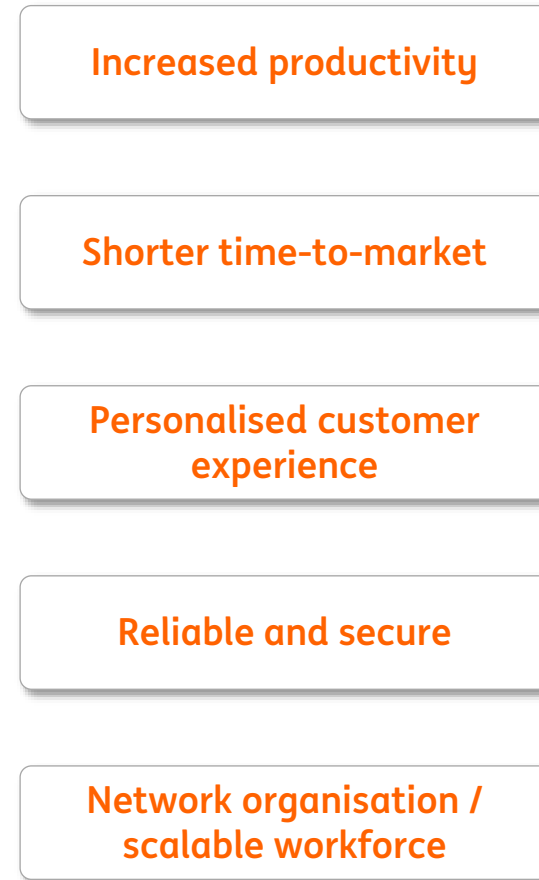 Increased productivity
Shorter time-to-market
Personalised customer
experience
Reliable and secure
Network organisation /
scalable workforce